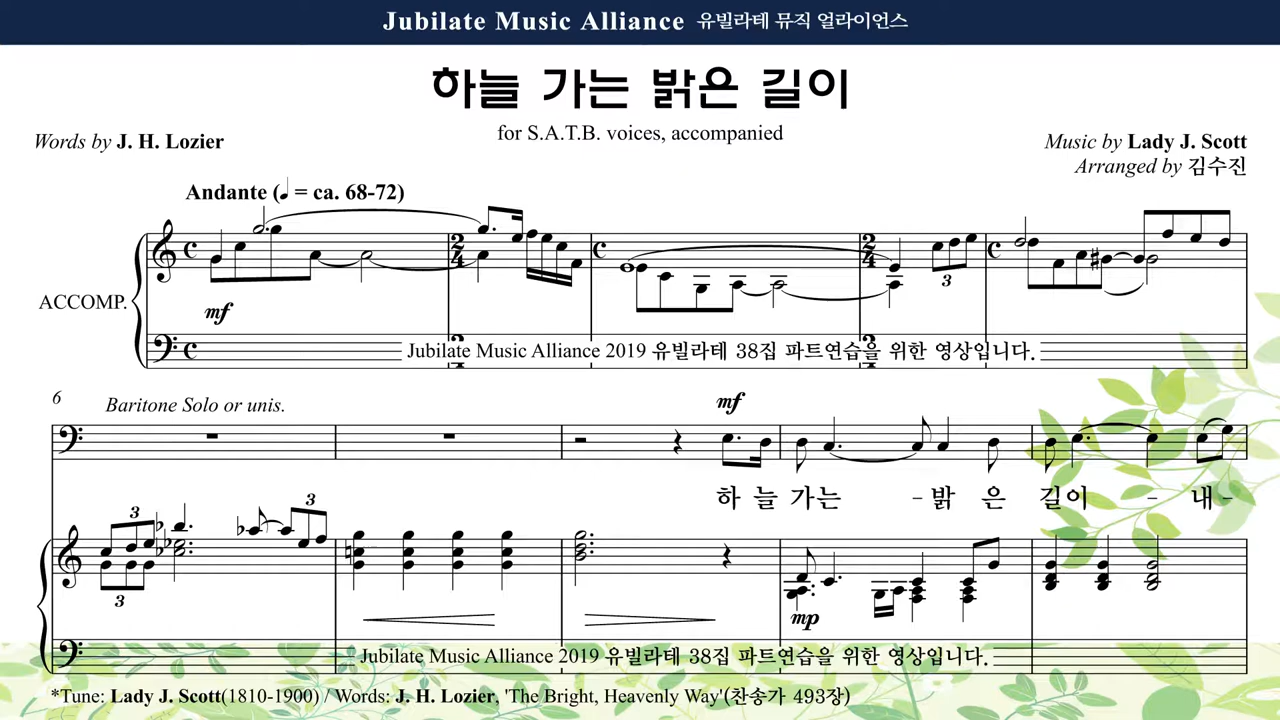 Jubilate Music Alliance 유빌라테 뮤직 얼라이언스
하늘 가는 밝은 길이
for S.A.T.B. voices, accompanied
Words by J. H. Lozier
Music by Lady J. Scott
Arranged by 김수진
Andante (♩ = ca. 68-72)
ACCOMP.
mf
3
Jubilate Music Alliance 2019 유빌라테 38집 파트연습을 위한 영상입니다.
6
Baritone Solo or unis.
mf
하 늘 가는 - 밝 은 길이 - 내 -
3 3
3
mp
Jubilate Music Alliance 2019 유빌라테 38집 파트연습을 위한 영상입니다.
*Tune: Lady J. Scott(1810-1900) / Words: J. H. Lozier, 'The Bright, Heavenly Way'(찬송가 493장)